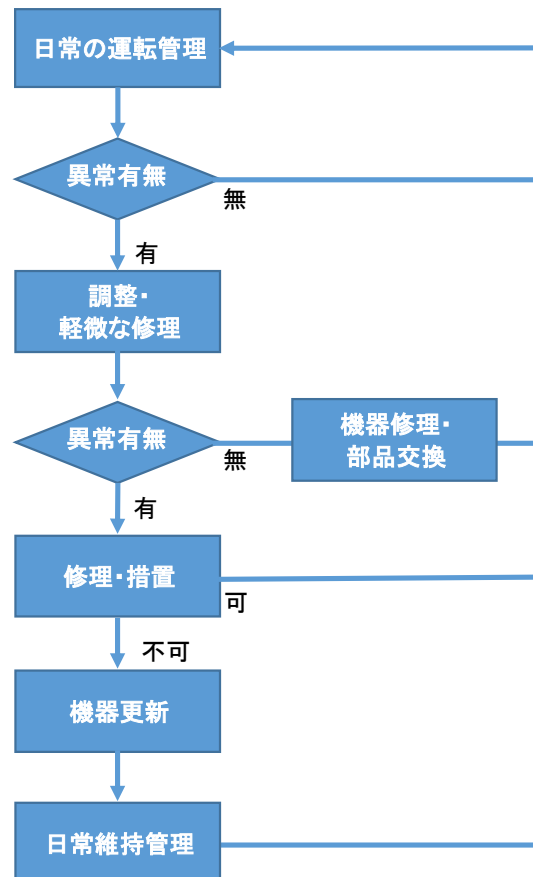 日常の運転管理
異常有無
無
有
調整・
軽微な修理
異常有無
無
機器修理・
部品交換
有
修理・措置
可
不可
機器更新
日常維持管理